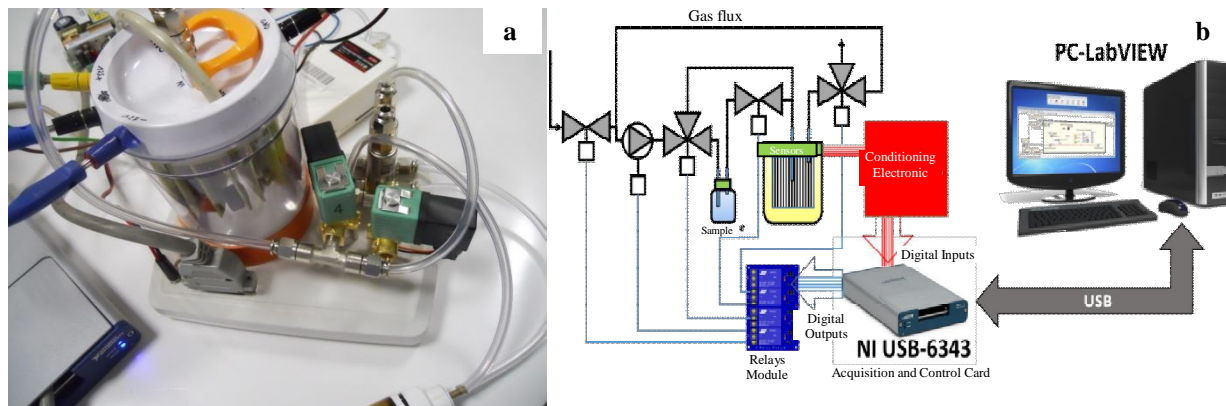 a
4
Gas flux
b
PC-LabVIEW
Sensors
Conditioning
Electronic
Sample
Digital Inputs
Digital
Outputs
USB
NI USB-6343
Relays
Module
Acquisition and Control Card